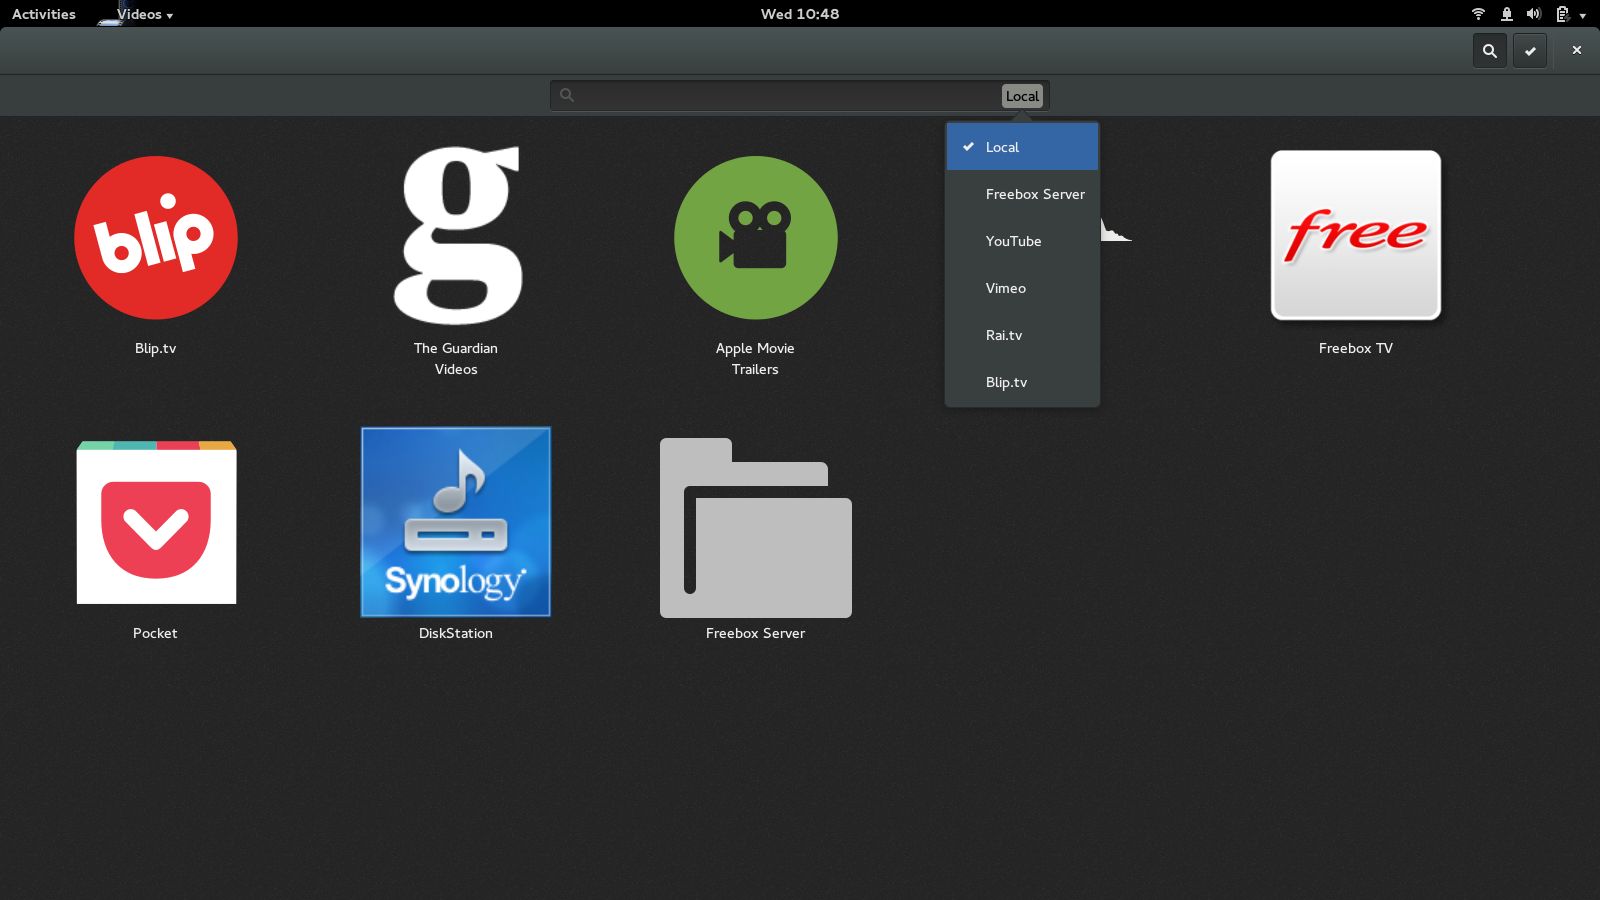 Activities
Videos
Wed 10:48
Local
Local
Freebox Server
YouTube
Vimeo
Rai.tv
Blip.tv
blip
g
free
Blip.tv
The Guardian
Videos
Apple Movie
Trailers
Freebox TV
Synology
Pocket
DiskStation
Freebox Server